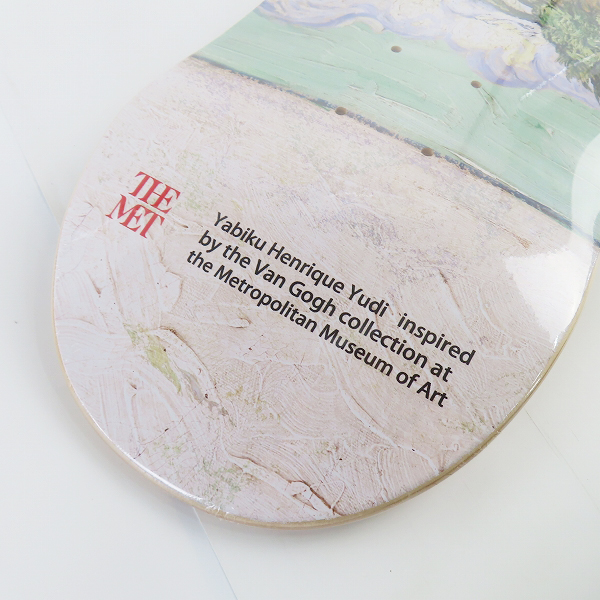 THE
MET
Yabiku Henrique Yudi inspired
by the Van Gogh collection at
the Metropolitan Museum of Art